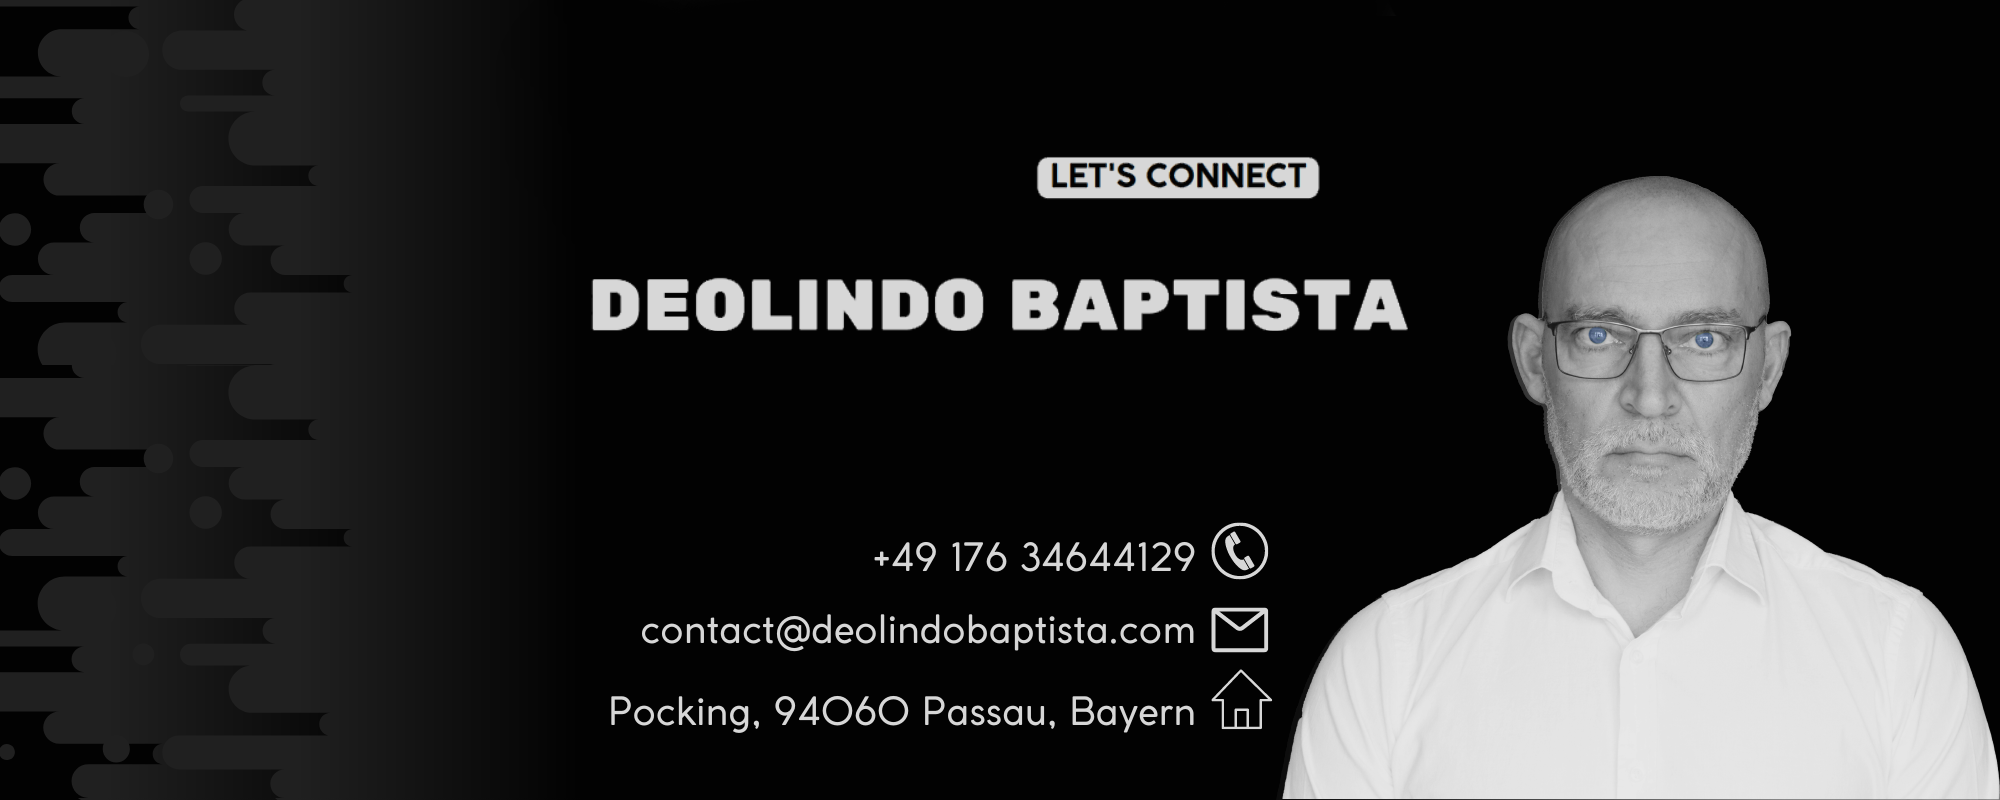 LET'S CONNECT
DEOLINDO BAPTISTA
+49 176 34644129
contact@deolindobaptista.com
Pocking, 94060 Passau, Bayern